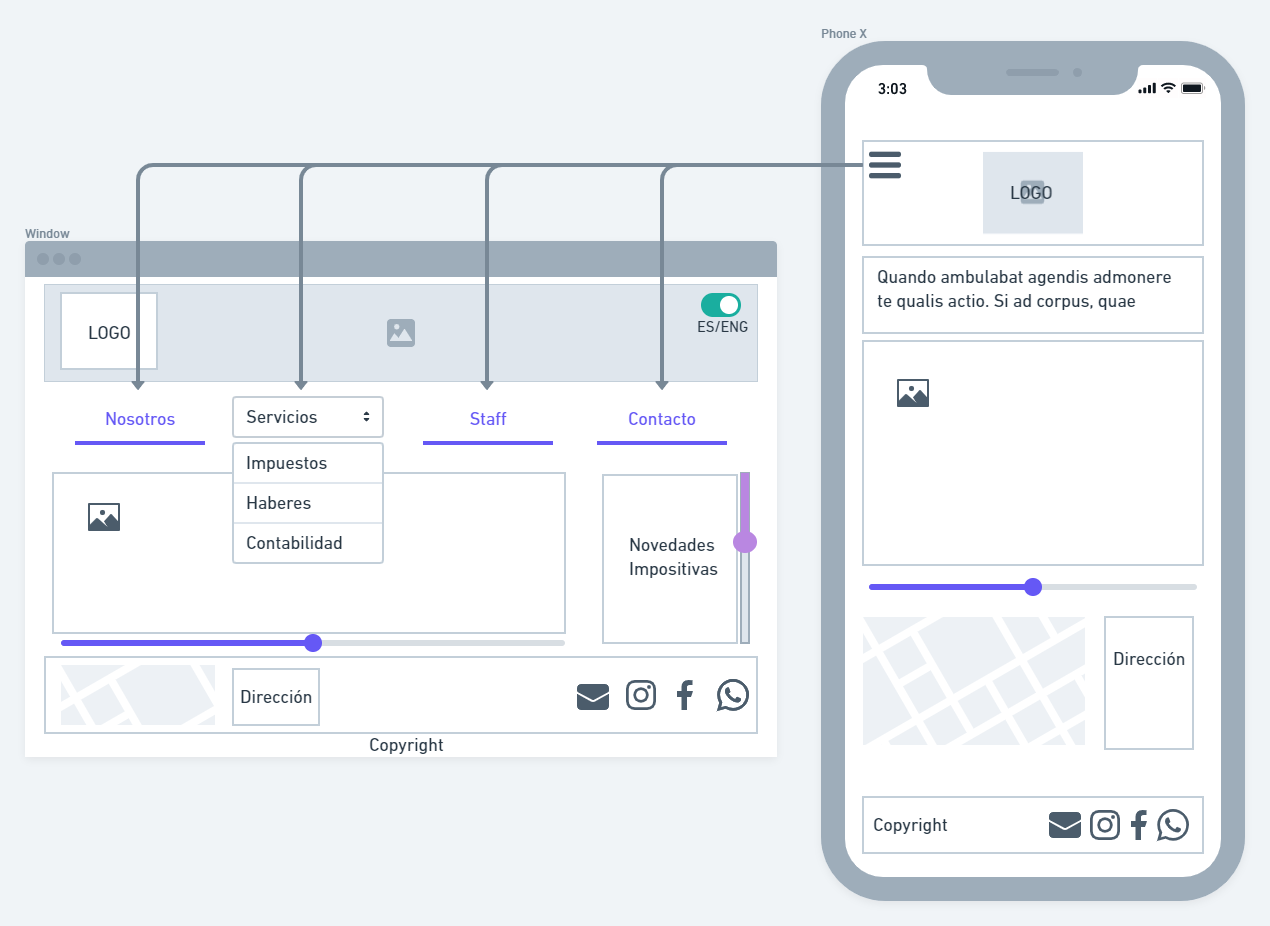 Phone X
3:03
LOGO
Quando ambulabat agendis admonere
te qualis actio. Si ad corpus, quae
Dirección
Copyright
Window
LOGO
ES/ENG
Nosotros
Servicios
Staff
Contacto
Impuestos
Haberes
Contabilidad
Novedades
Impositivas
Dirección
Copyright